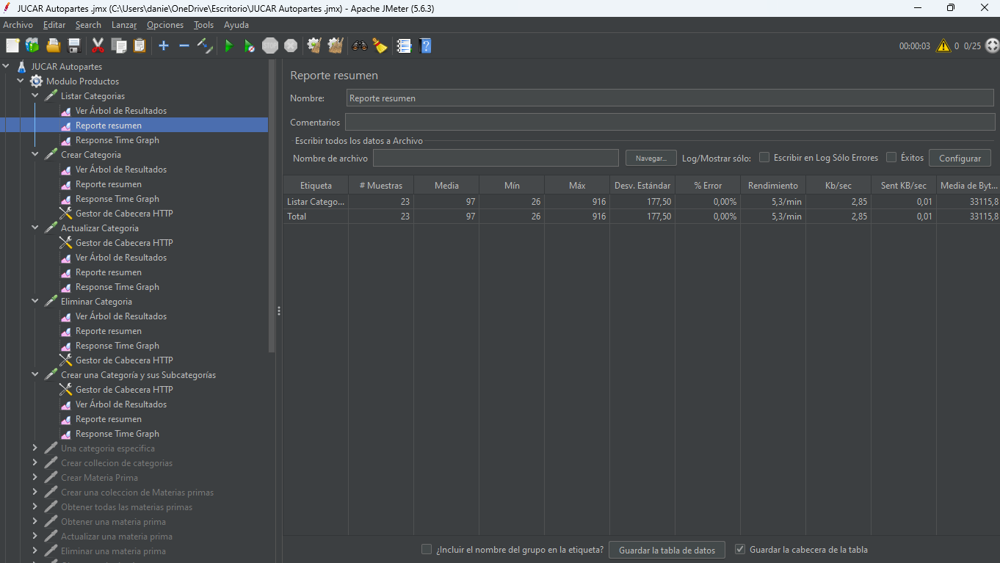 JUCAR Autopartes .jmx (C:\Users\danie\OneDrive\Escritorio\JUCAR Autopartes .jmx) - Apache JMeter (5.6.3)
Archivo Editar Search Lanzar Opciones Tools Ayuda
STOP 00:00:03 0 0/25
JUCAR Autopartes
Modulo Productos
Listar Categorias
Ver Árbol de Resultados
Reporte resumen
Response Time Graph
Crear Categoria
Ver Árbol de Resultados
Reporte resumen
Response Time Graph
Gestor de Cabecera HTTP
Actualizar Categoria
Gestor de Cabecera HTTP
Ver Árbol de Resultados
Reporte resumen
Response Time Graph
Eliminar Categoria
Ver Árbol de Resultados
Reporte resumen
Response Time Graph
Gestor de Cabecera HTTP
Crear una Categoría y sus Subcategorías
Gestor de Cabecera HTTP
Ver Árbol de Resultados
Reporte resumen
Response Time Graph
Una categoria especifica
Crear collecion de categorias
Crear Materia Prima
Crear una coleccion de Materias primas
Obtener todas las materias primas
Obtener una materia prima
Actualizar una materia prima
Eliminar una materia prima
Reporte resumen
Nombre: Reporte resumen
Comentarios
Escribir todos los datos a Archivo
Nombre de archivo Navegar... Log/Mostrar sólo: Escribir en Log Sólo Errores Éxitos Configurar
Etiqueta # Muestras Media Mín Máx Desv. Estándar % Error Rendimiento Kb/sec Sent KB/sec Media de Byt...
Listar Catego... 23 97 26 916 177,50 0,00% 5,3/min 2,85 0,01 33115,8
Total 23 97 26 916 177,50 0,00% 5,3/min 2,85 0,01 33115,8
¿Incluir el nombre del grupo en la etiqueta? Guardar la tabla de datos Guardar la cabecera de la tabla